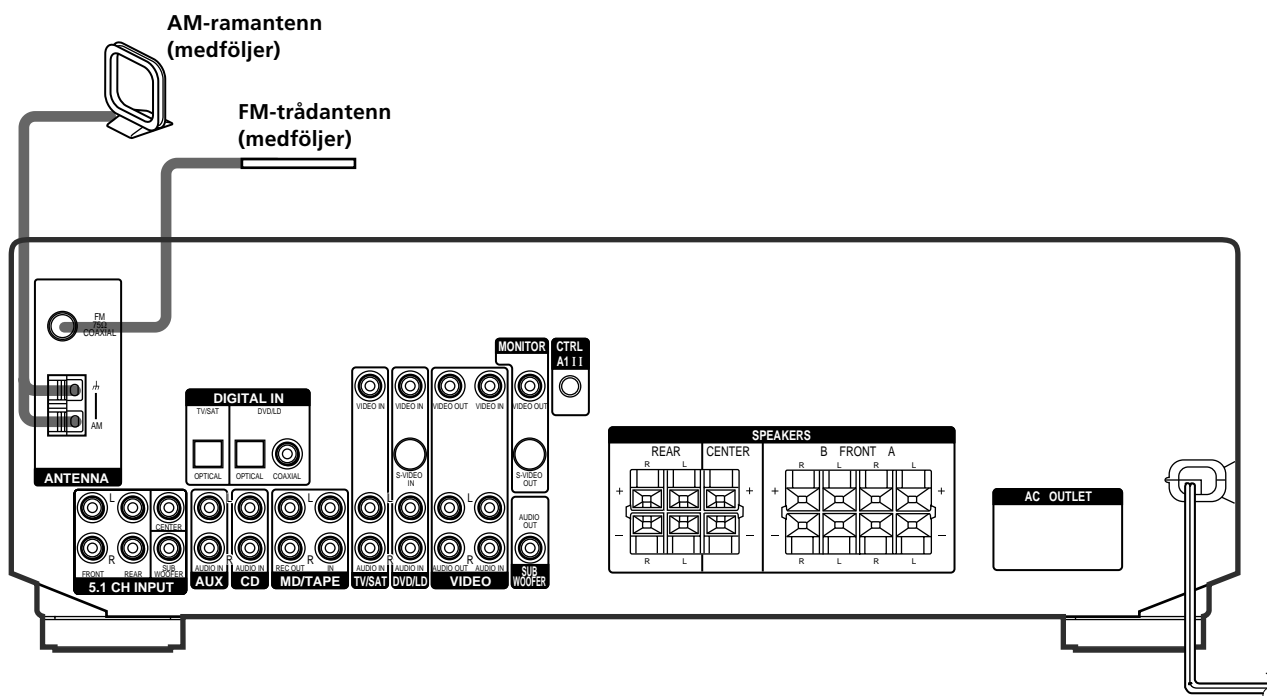 AM-ramantenn
(medföljer)
FM-trådantenn
(medföljer)
FM
75Ω
COAXIAL
AM
ANTENNA
DIGITAL IN
TV/SAT DVD/LD
OPTICAL OPTICAL COAXIAL
MONITOR
CTRL
A1II
VIDEO IN VIDEO IN VIDEO OUT VIDEO IN VIDEO OUT
S-VIDEO
IN
S-VIDEO
OUT
AUDIO
OUT
SUB
WOOFER
L L L L L
CENTER
R R R R R
FRONT REAR SUB
WOOFER
AUDIO IN AUDIO IN REC OUT IN AUDIO IN AUDIO IN AUDIO OUT AUDIO IN
5.1 CH INPUT AUX CD MD/TAPE TV/SAT DVD/LD VIDEO
SPEAKERS
REAR CENTER B FRONT A
R L R L R L
+ + +
– – –
R L R L R L
AC OUTLET